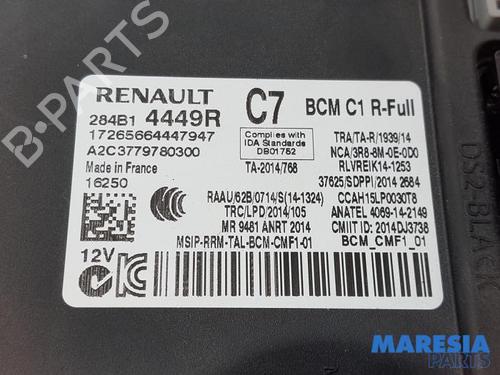 RENAULT C7 BCM C1 R-Full
284B1 4449R
17265664447947
A2C3779780300
Made in France
16250
Complies with
IDA Standards
DB01752
TA-2014/768
TRA/TA-R/1939/14
NCA/3R8-8M-0E-0D0
RLVREIK14-1253
37625/SDPPI/2014 2684
RAAU/62B/0714/S(14-1324) CCAH15LP0030T8
TRC/LPD/2014/105 ANATEL 4069-14-2149
MR 9481 ANRT 2014 CMIIT ID: 2014DJ3738
MSIP-RRM-TAL-BCM-CMF1-01 BCM_CMF1_01
12V
DS2-BLACK
B-PARTS
MARESIA
PARTS